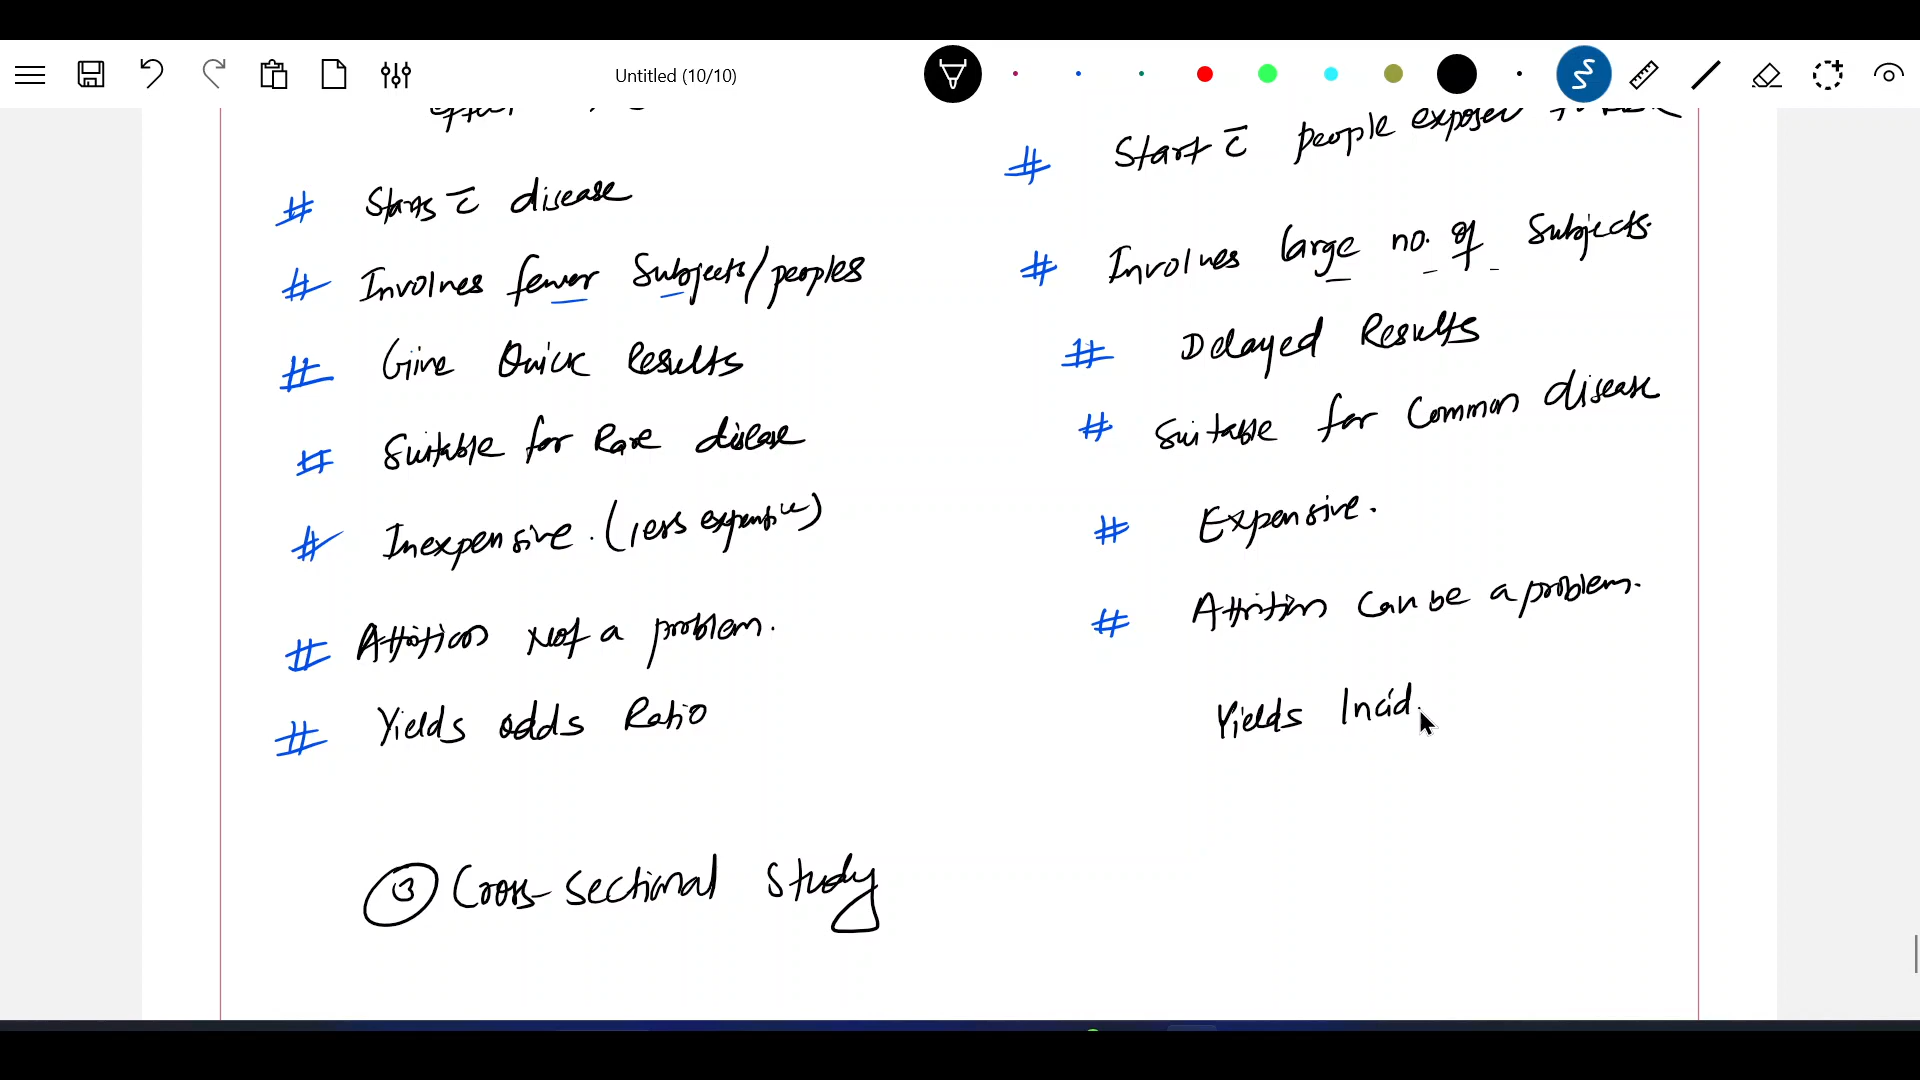 Untitled (10/10)
# Starts c̄ disease
# Involves fewer Subjects/peoples
# Give Quick Results
# Suitable for Rare disease
# Inexpensive. (less expensive)
# Attrition Not a problem.
# Yields odds Ratio
# Start c̄ people exposed to
# Involves large no. of Subjects.
# Delayed Results
# Suitable for Common disease
# Expensive.
# Attrition Can be a problem.
Yields Incid.
③ Cross-sectional Study